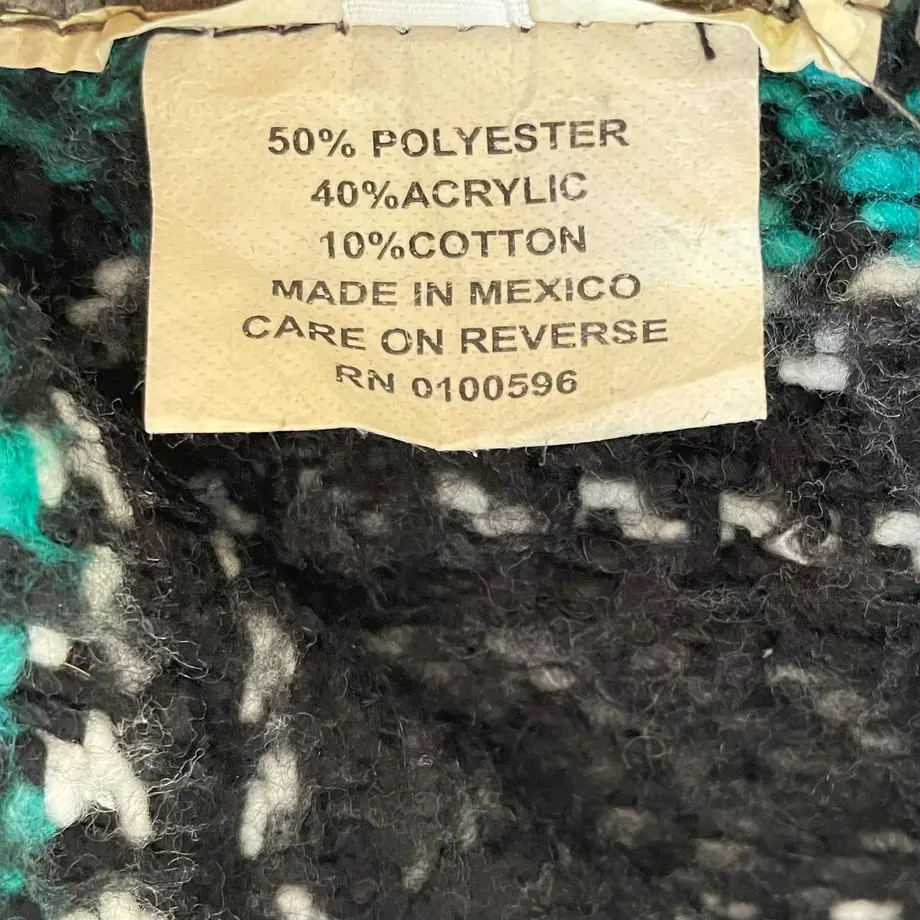 50% POLYESTER
40%ACRYLIC
10%COTTON
MADE IN MEXICO
CARE ON REVERSE
RN 0100596